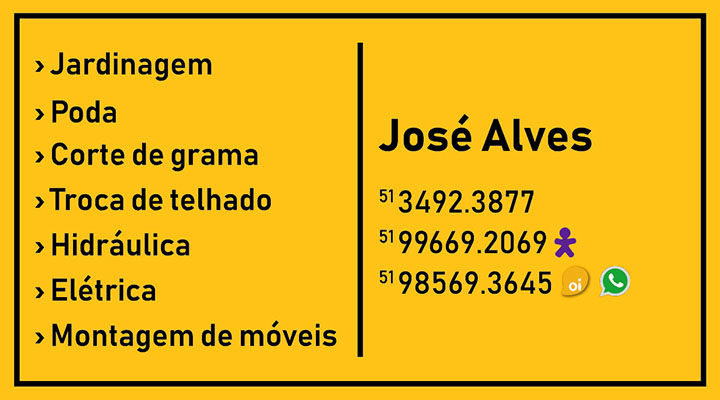 › Jardinagem
› Poda
› Corte de grama
› Troca de telhado
› Hidráulica
› Elétrica
› Montagem de móveis
José Alves
51 3492.3877
51 99669.2069
51 98569.3645 oi